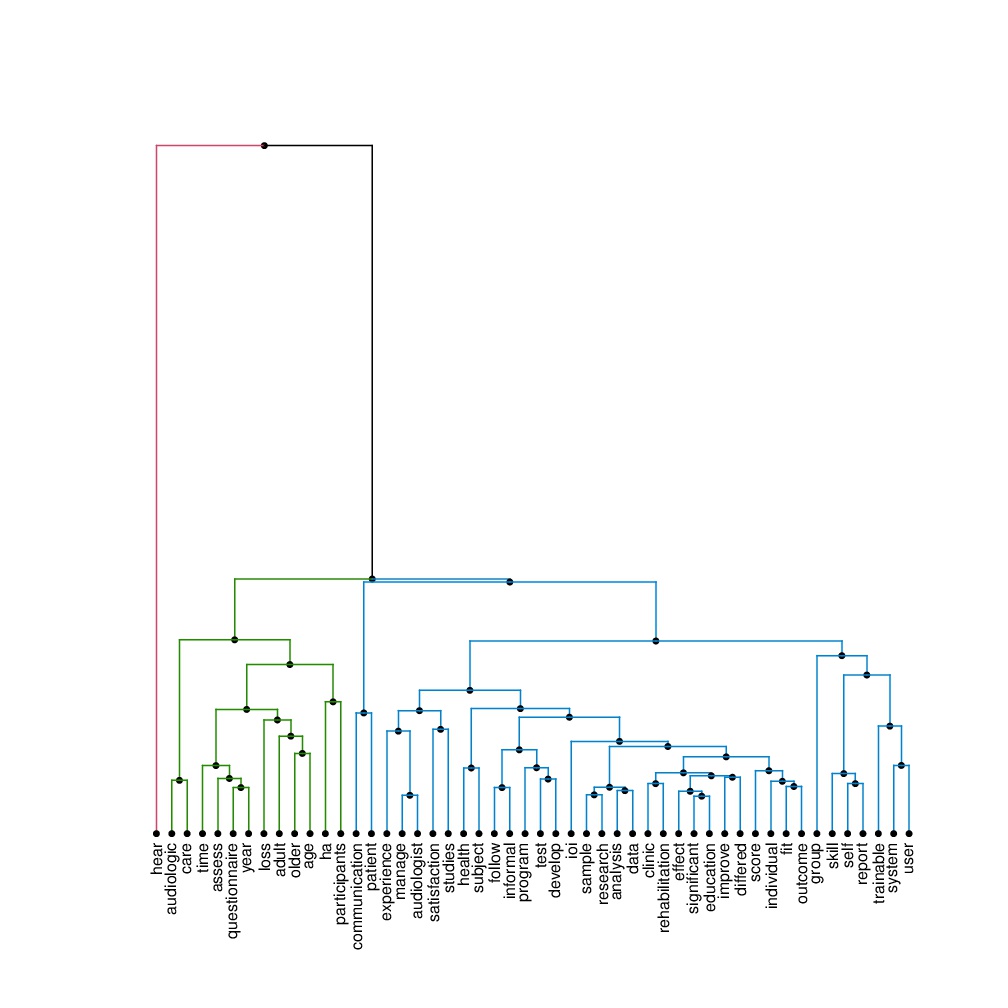 hear
audiologic
care
time
assess
questionnaire
year
loss
adult
older
age
ha
participants
communication
patient
experience
manage
audiologist
satisfaction
studies
health
subject
follow
informal
program
test
develop
ioi
sample
research
analysis
data
clinic
rehabilitation
effect
significant
education
improve
differed
score
individual
fit
outcome
group
skill
self
report
trainable
system
user